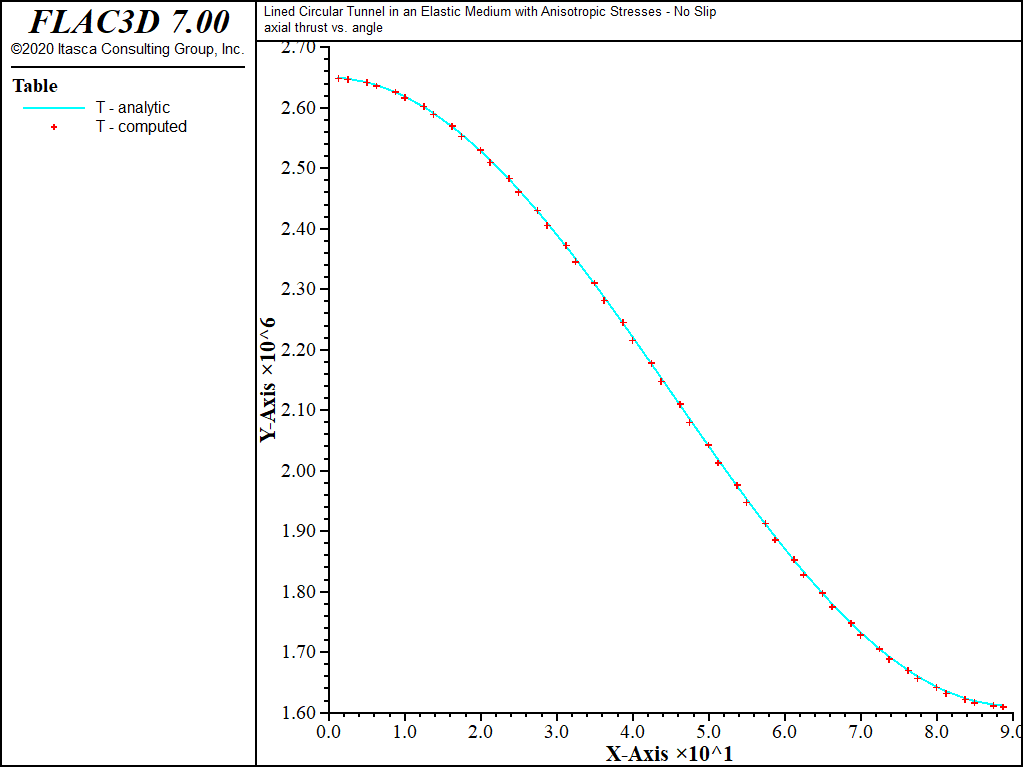 FLAC3D 7.00
©2020 Itasca Consulting Group, Inc.
Table
T - analytic
T - computed
Lined Circular Tunnel in an Elastic Medium with Anisotropic Stresses - No Slip
axial thrust vs. angle
2.70
2.60
2.50
2.40
2.30
2.20
2.10
2.00
1.90
1.80
1.70
1.60
Y-Axis ×10^6
0.0 1.0 2.0 3.0 4.0 5.0 6.0 7.0 8.0 9.0
X-Axis ×10^1